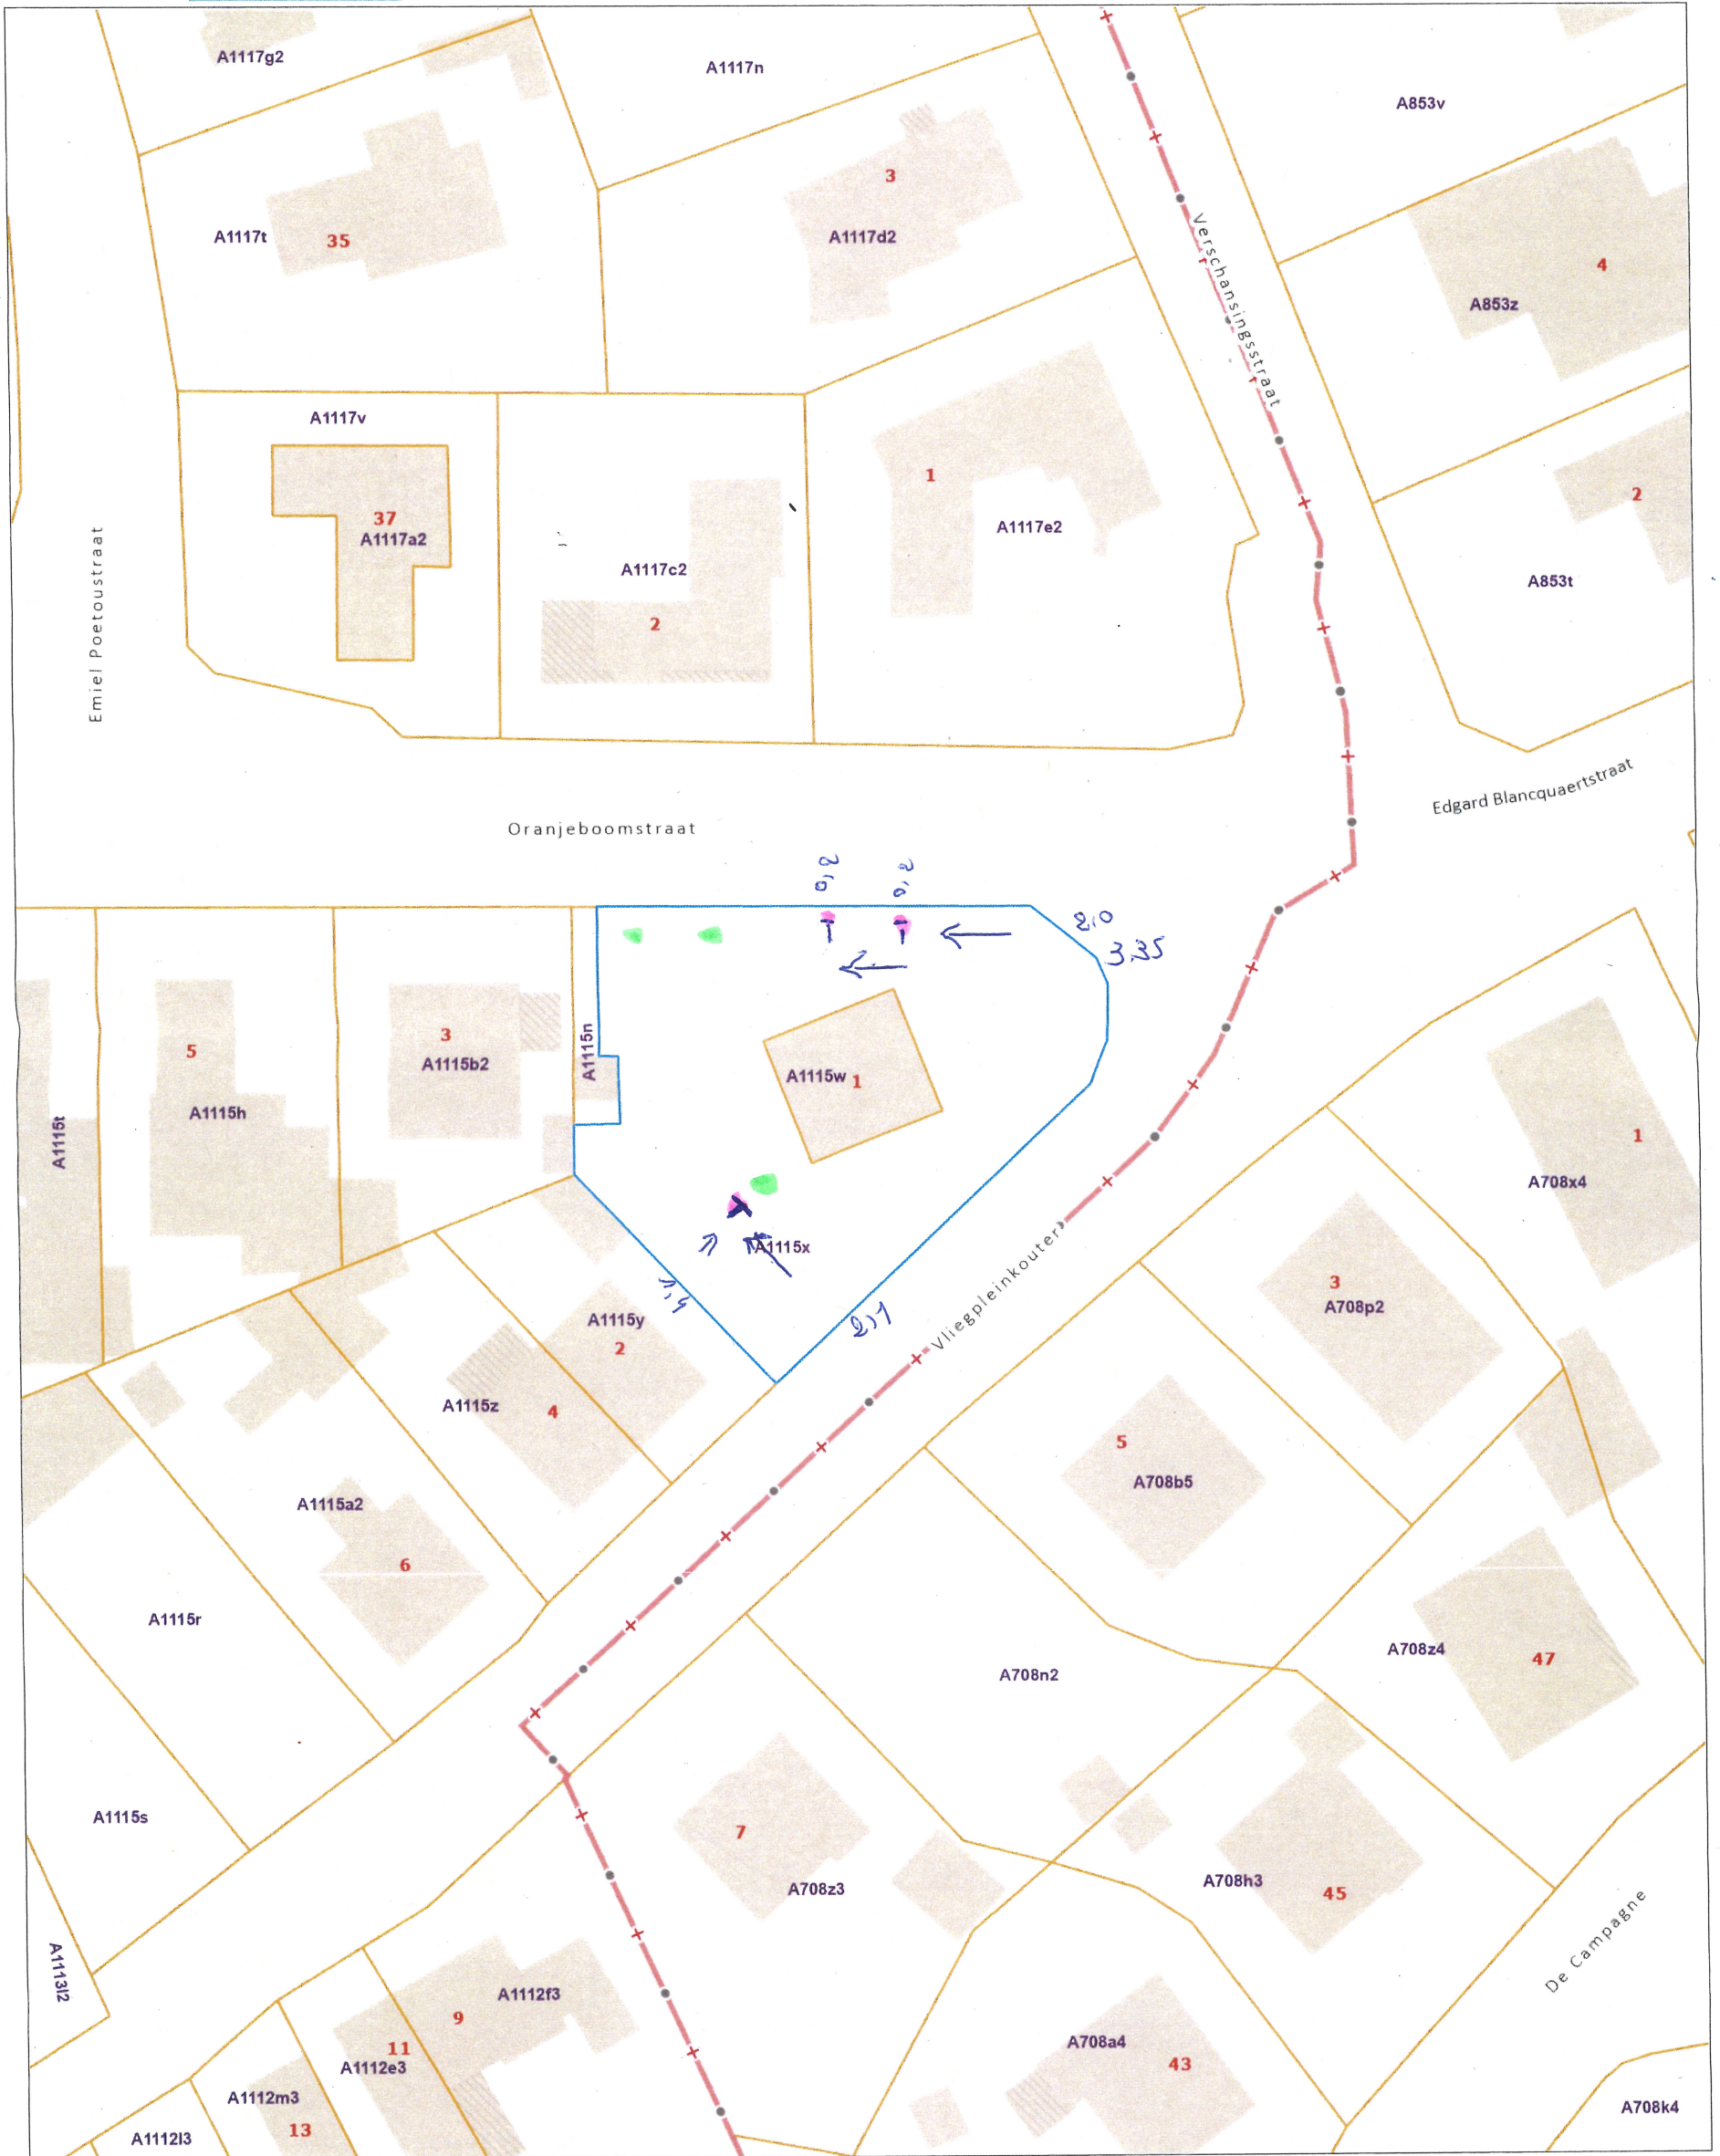 A1117g2
A1117n
A853v
3
A1117t
35
A1117d2
Verschansingsstraat
4
A853z
A1117v
1
2
37
A1117a2
A1117e2
A1117c2
2
A853t
Emiel Poetoustraat
Edgard Blancquaertstraat
Oranjeboomstraat
0,2
0,2
2,0
3.35
5
3
A1115n
A1115b2
A1115w 1
A1115t
A1115h
1
A708x4
A1115x
3
A708p2
2,1
Vliegpleinkouter
A1115y
2
A1115z
4
5
A708b5
A1115a2
6
A1115r
A708z4
47
A708n2
A1115s
7
A708z3
A708h3
45
De Campagne
A1113l2
A1112f3
9
11
A1112e3
A708a4
43
A1112m3
13
A1112l3
A708k4